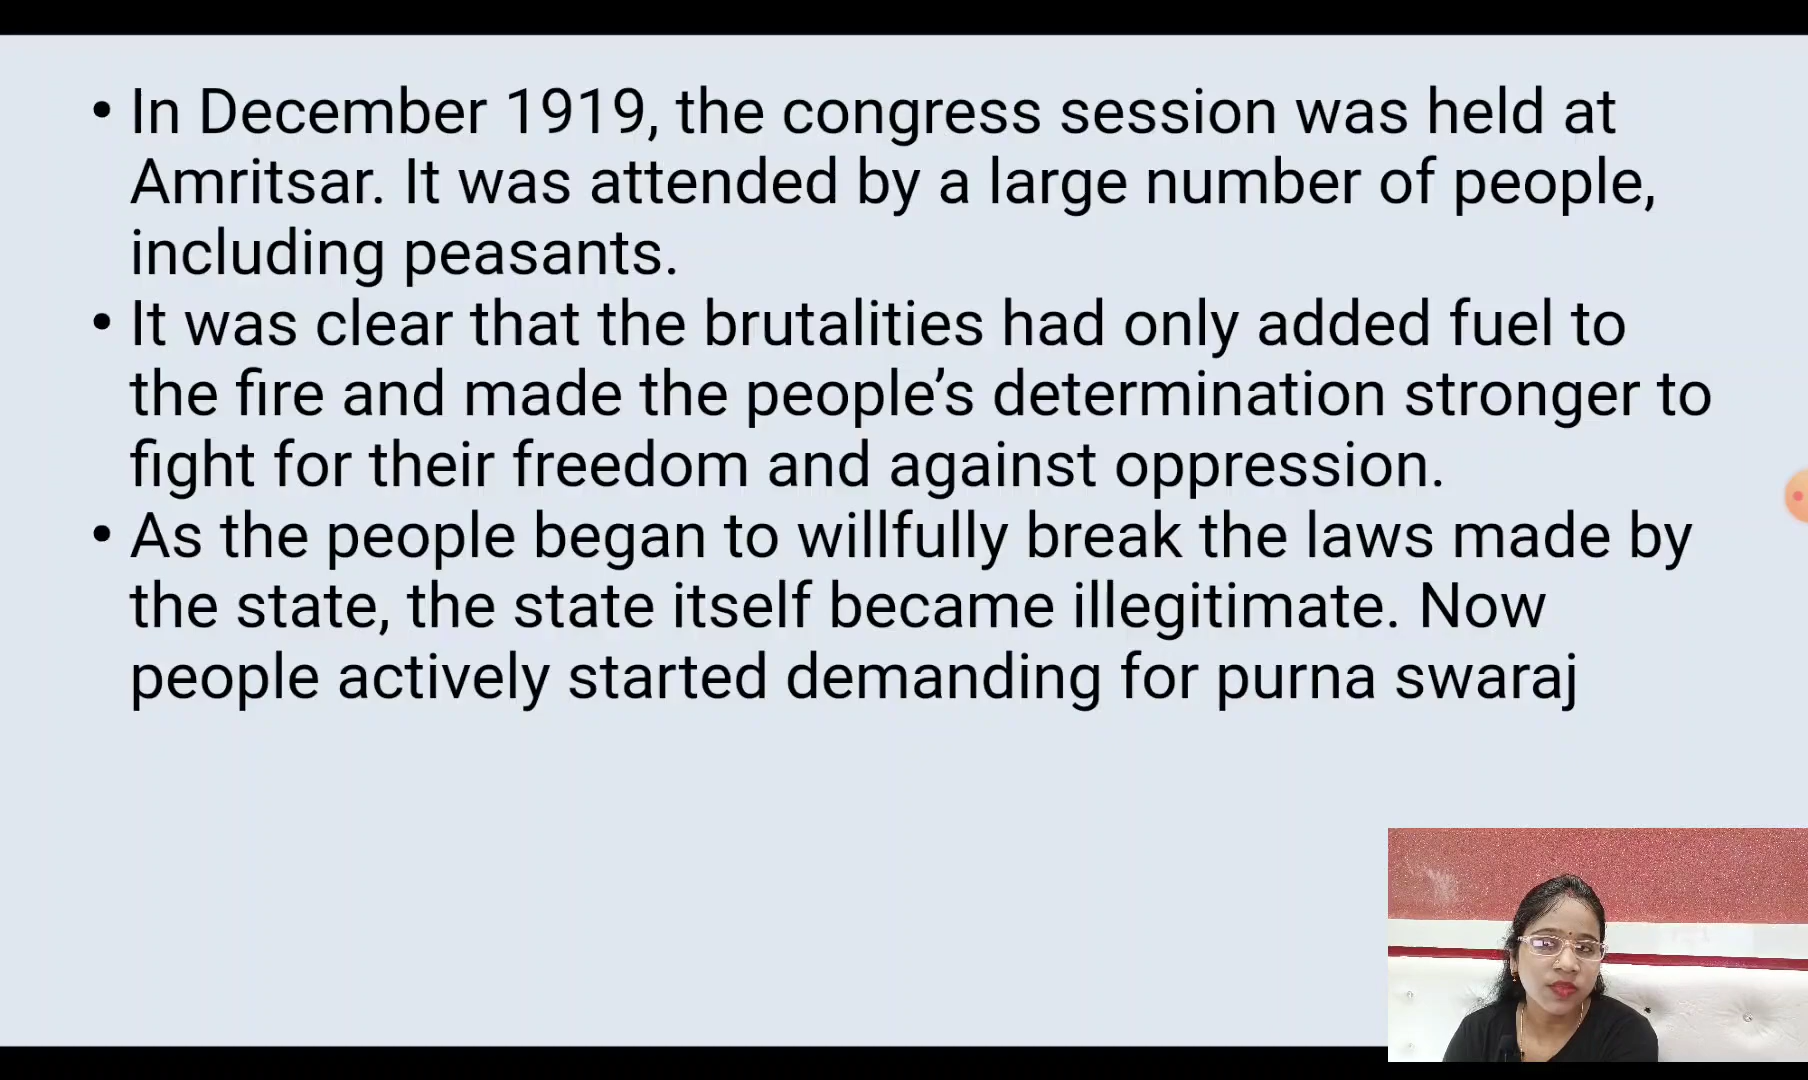 • In December 1919, the congress session was held at
Amritsar. It was attended by a large number of people,
including peasants.
• It was clear that the brutalities had only added fuel to
the fire and made the people’s determination stronger to
fight for their freedom and against oppression.
• As the people began to willfully break the laws made by
the state, the state itself became illegitimate. Now
people actively started demanding for purna swaraj